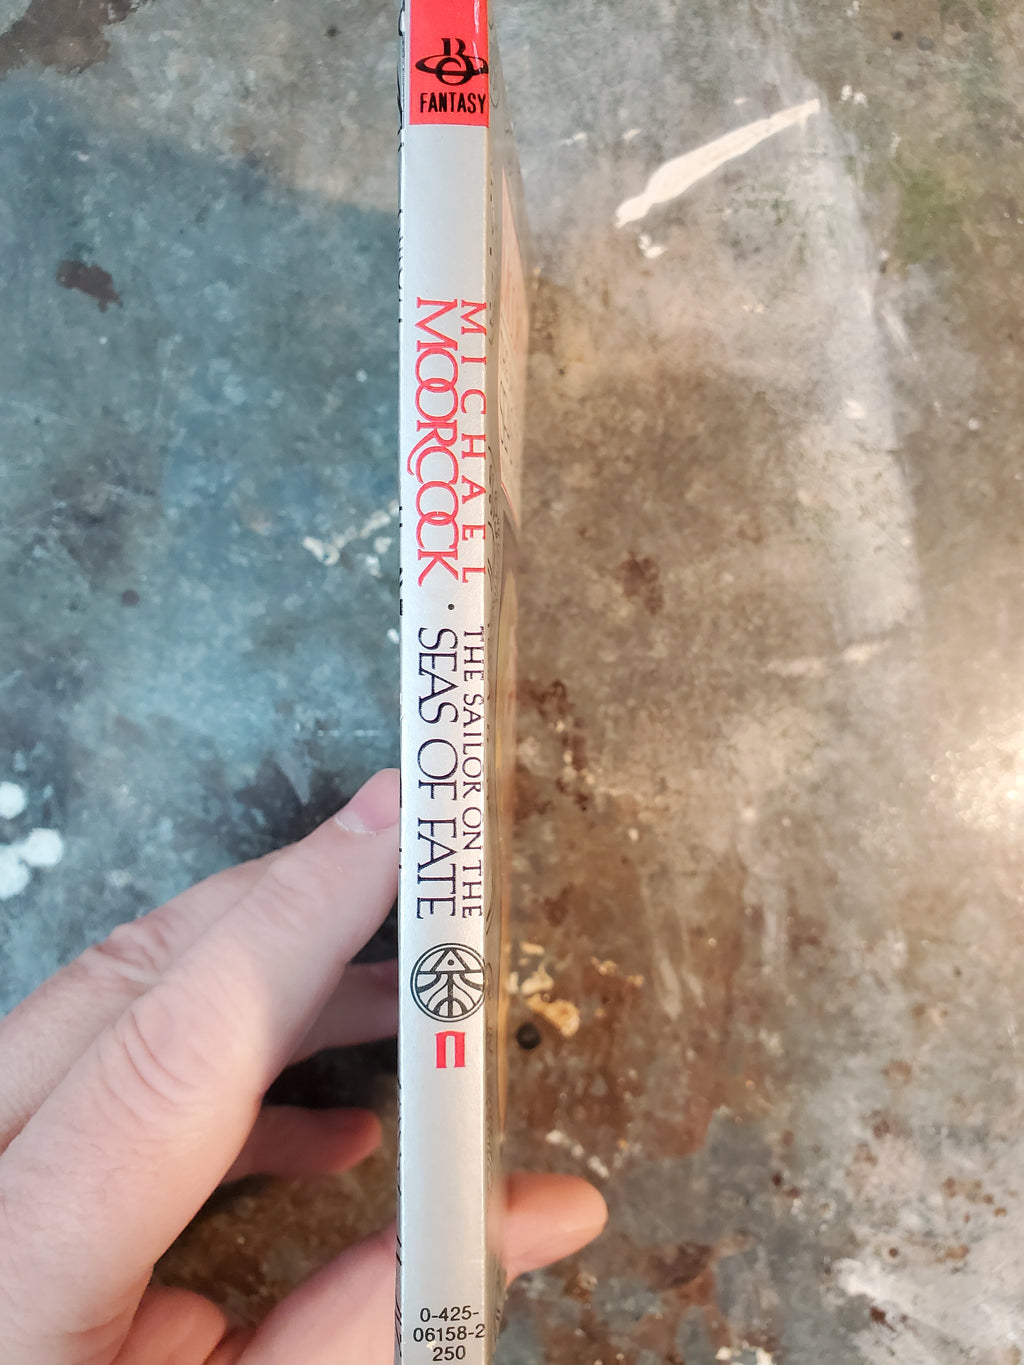 FANTASY
MICHAEL
MOORCOCK
·
THE SAILOR ON THE
SEAS OF FATE
II
0-425-
06158-2
250